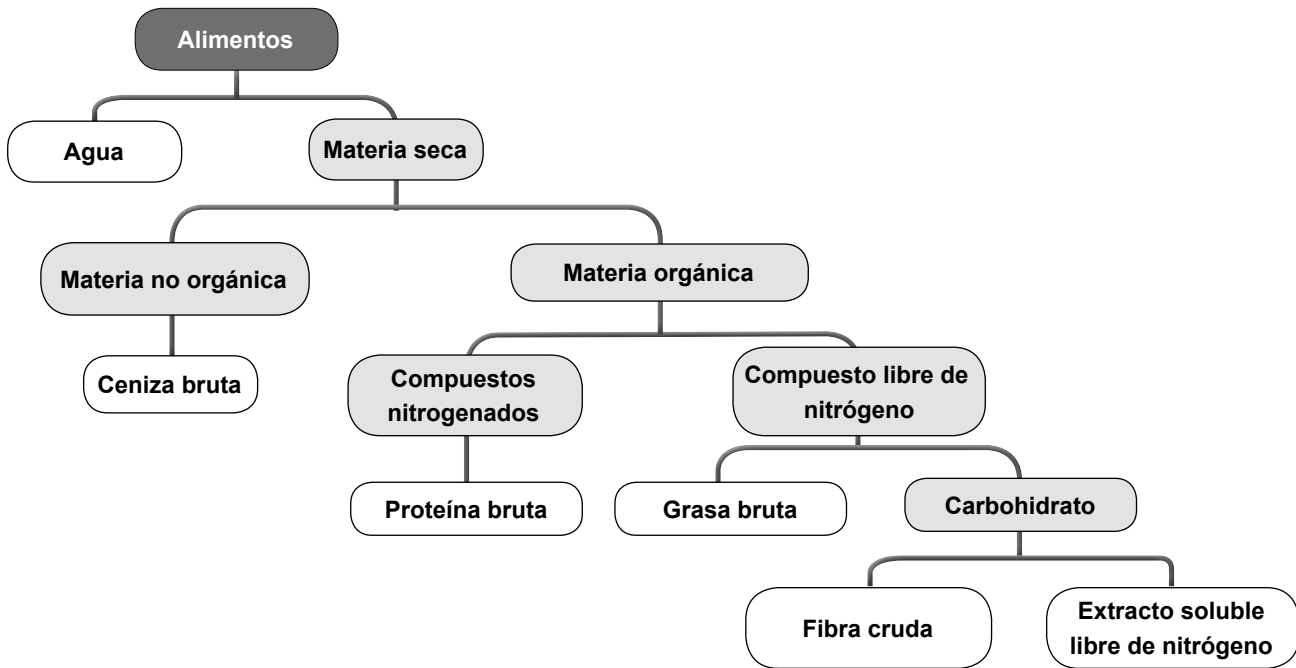 Alimentos
Agua
Materia seca
Materia no orgánica
Materia orgánica
Ceniza bruta
Compuestos
nitrogenados
Compuesto libre de
nitrógeno
Proteína bruta
Grasa bruta
Carbohidrato
Fibra cruda
Extracto soluble
libre de nitrógeno